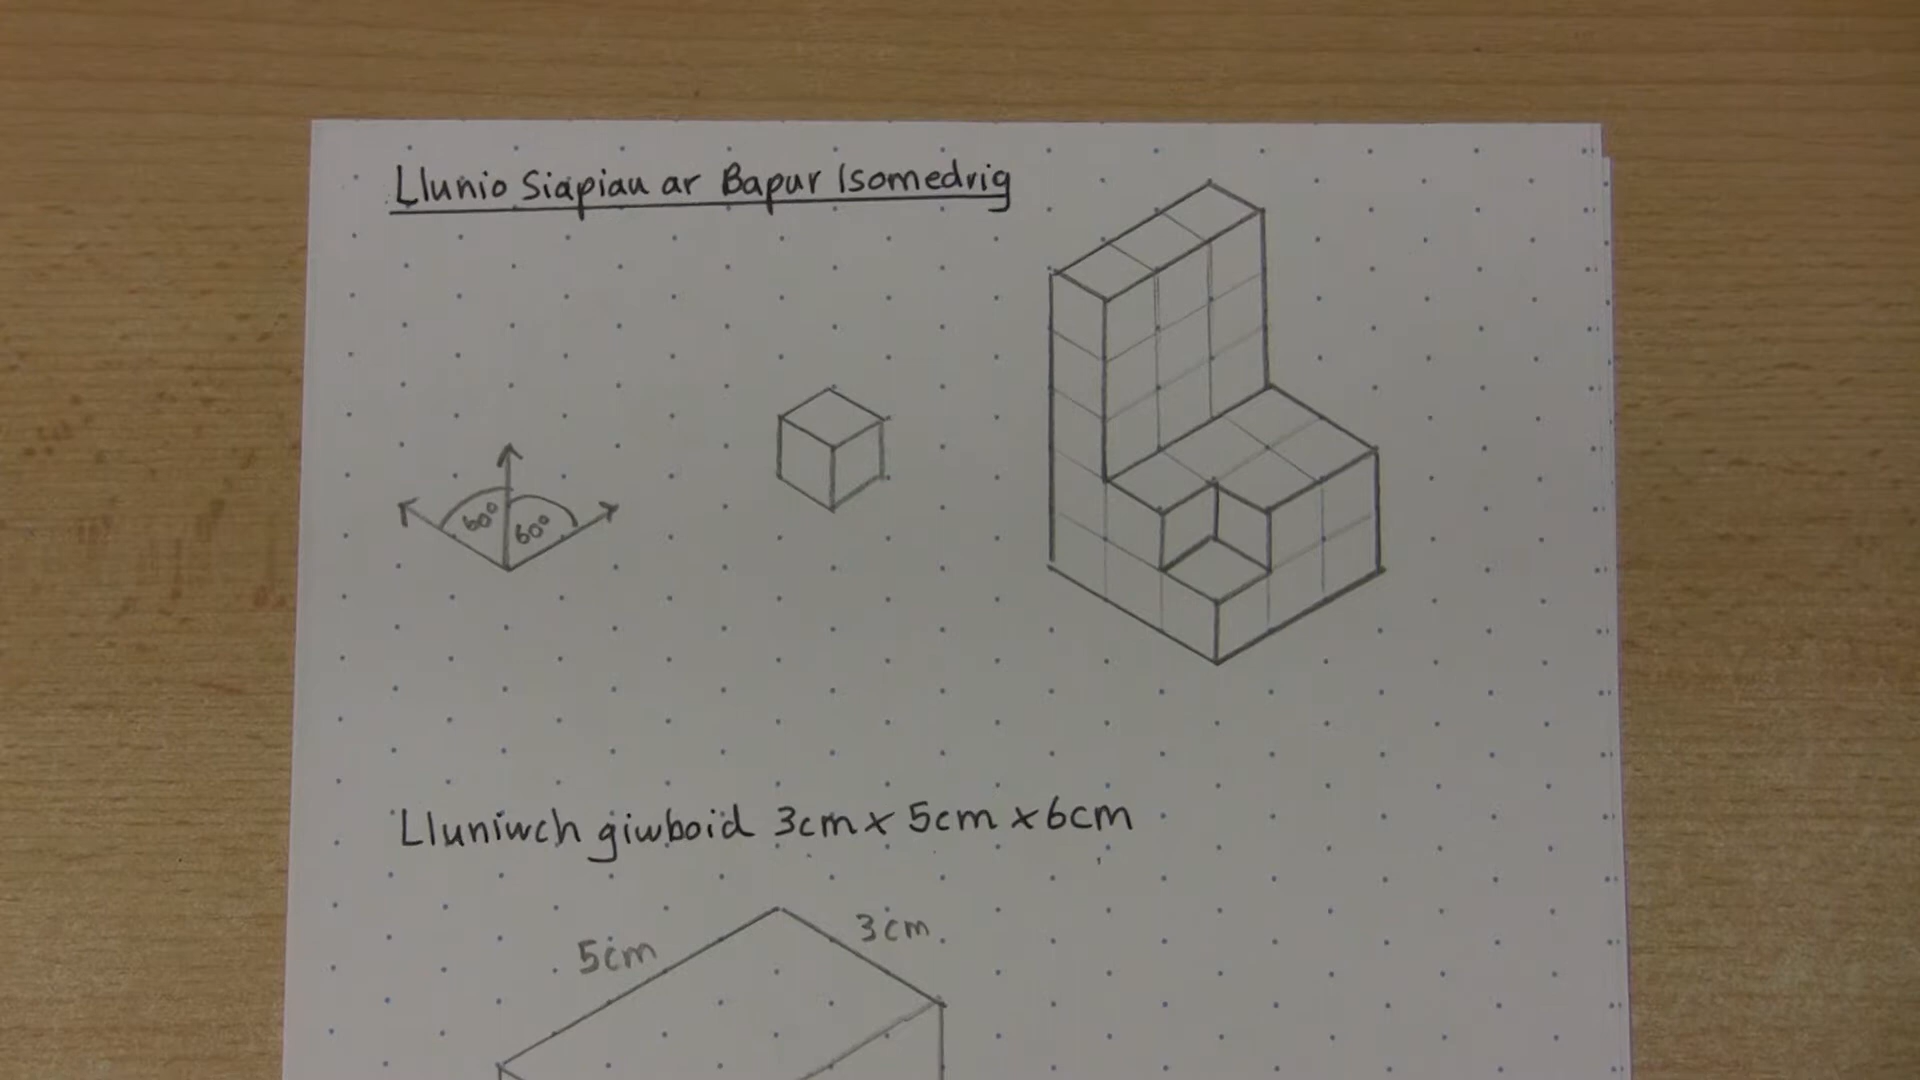 Llunio Siapiau ar Bapur Isomedrig
60° 60°
Lluniwch giwboid 3cm x 5cm x 6cm
5cm 3cm